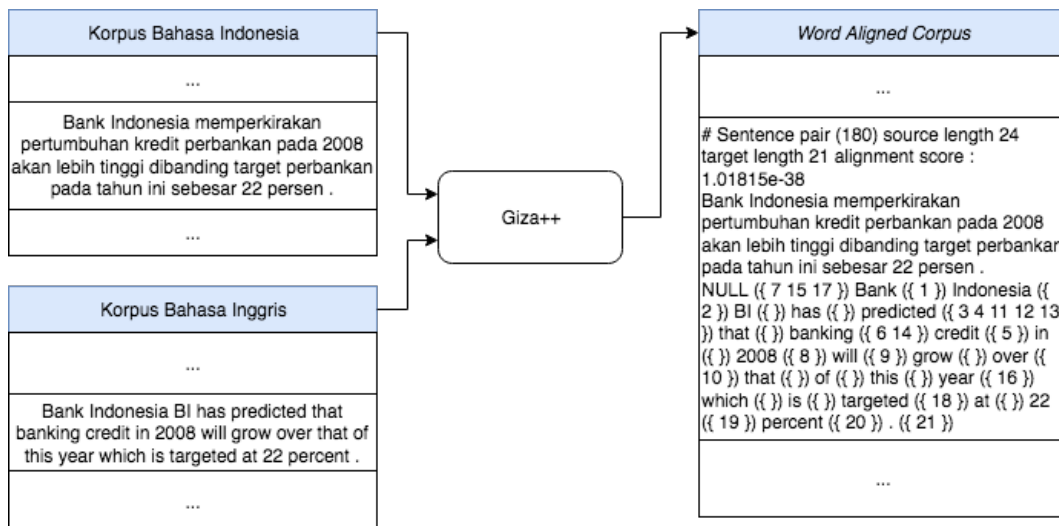 Korpus Bahasa Indonesia
...
Bank Indonesia memperkirakan
pertumbuhan kredit perbankan pada 2008
akan lebih tinggi dibanding target perbankan
pada tahun ini sebesar 22 persen .
...
Korpus Bahasa Inggris
...
Bank Indonesia BI has predicted that
banking credit in 2008 will grow over that of
this year which is targeted at 22 percent .
...
Giza++
Word Aligned Corpus
...
# Sentence pair (180) source length 24
target length 21 alignment score :
1.01815e-38
Bank Indonesia memperkirakan
pertumbuhan kredit perbankan pada 2008
akan lebih tinggi dibanding target perbankan
pada tahun ini sebesar 22 persen .
NULL ({ 7 15 17 }) Bank ({ 1 }) Indonesia ({
2 }) BI ({ }) has ({ }) predicted ({ 3 4 11 12 13
}) that ({ }) banking ({ 6 14 }) credit ({ 5 }) in
({ }) 2008 ({ 8 }) will ({ 9 }) grow ({ }) over ({
10 }) that ({ }) of ({ }) this ({ }) year ({ 16 })
which ({ }) is ({ }) targeted ({ 18 }) at ({ }) 22
({ 19 }) percent ({ 20 }) . ({ 21 })
...